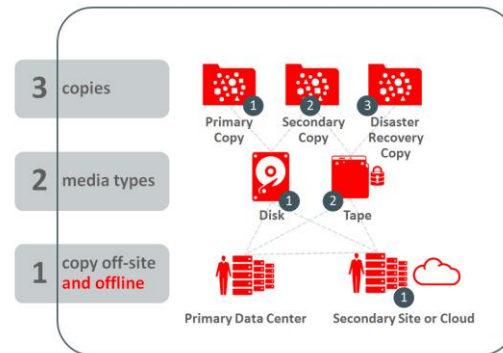 3 copies
1
2
3
Primary
Copy
Secondary
Copy
Disaster
Recovery
Copy
2 media types
1
2
Disk
Tape
1 copy off-site
and offline
1
Primary Data Center
Secondary Site or Cloud